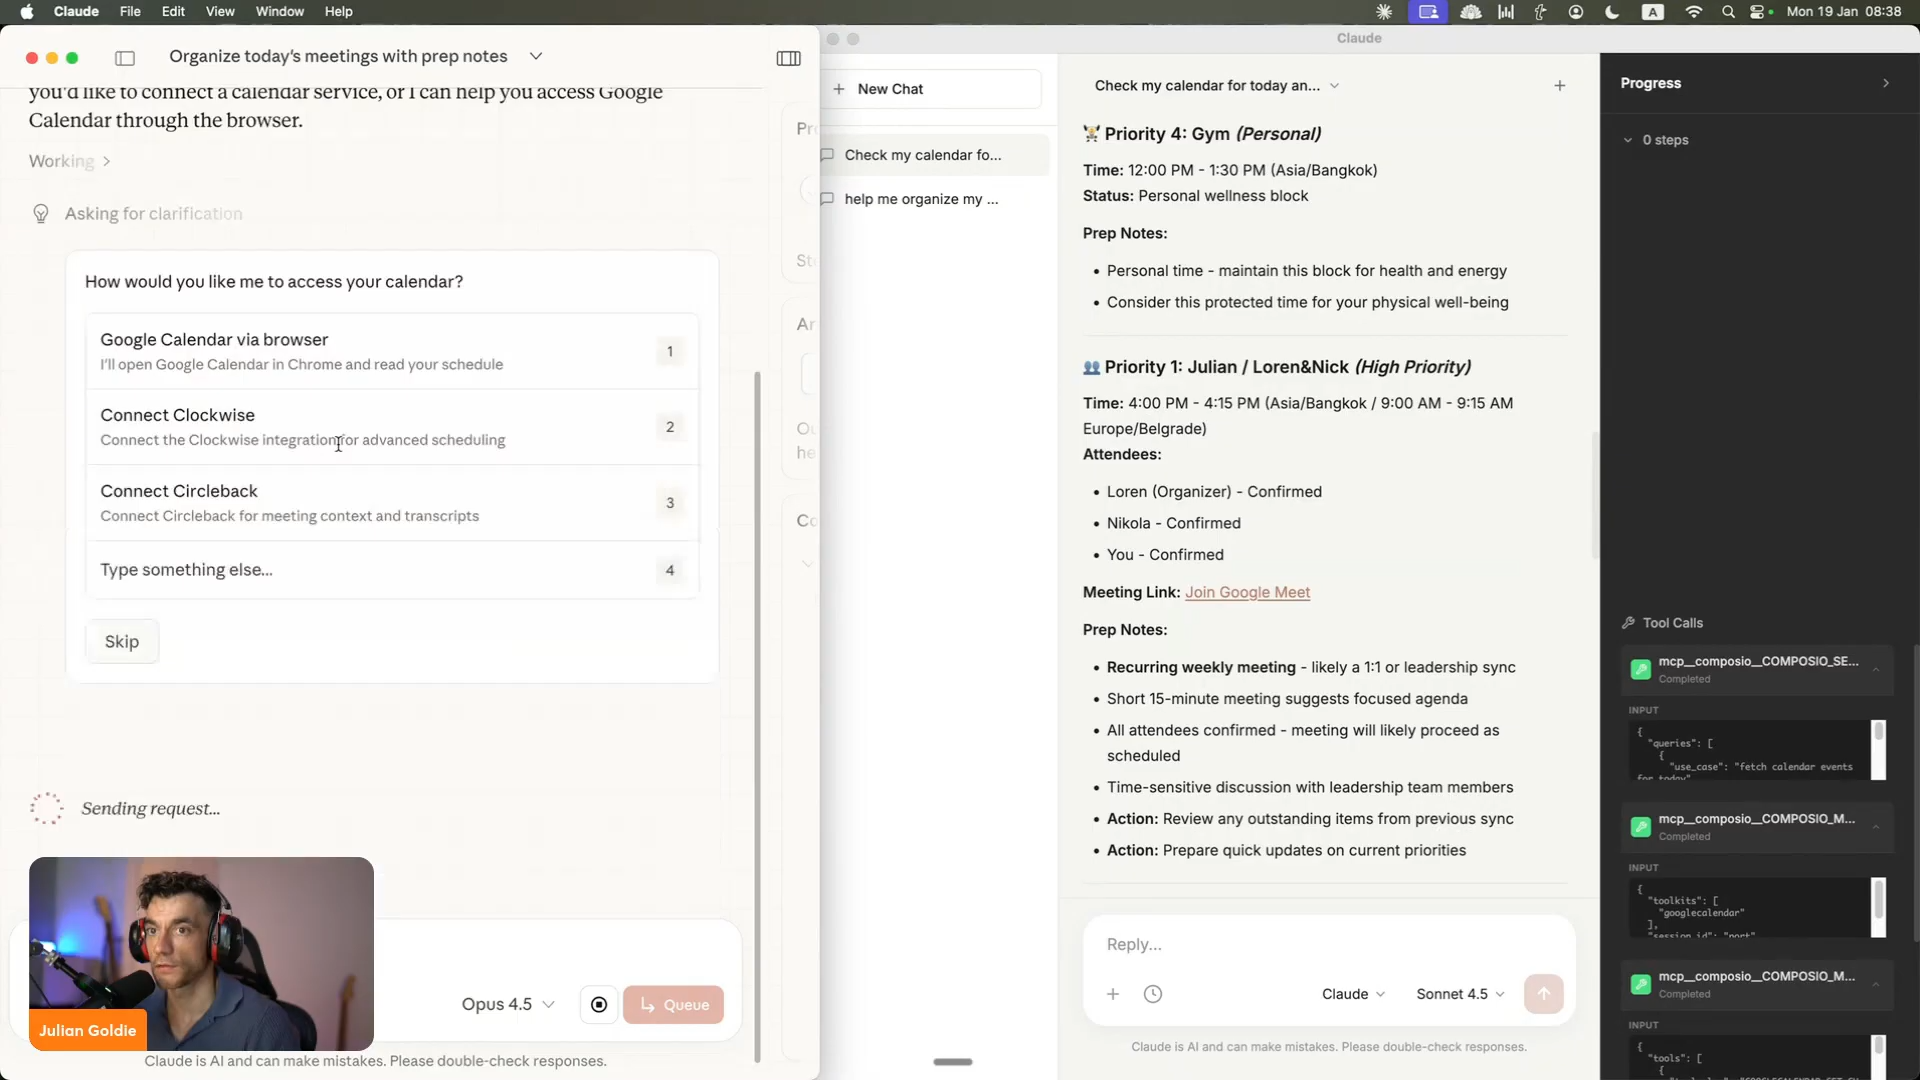 Claude File Edit View Window Help
A
Mon 19 Jan 08:38
Organize today's meetings with prep notes
you'd like to connect a calendar service, or I can help you access Google
Calendar through the browser.
Working
Asking for clarification
How would you like me to access your calendar?
Google Calendar via browser
I'll open Google Calendar in Chrome and read your schedule
1
Connect Clockwise
Connect the Clockwise integration for advanced scheduling
2
Connect Circleback
Connect Circleback for meeting context and transcripts
3
Type something else...
4
Skip
Sending request...
Opus 4.5
Queue
Julian Goldie
Claude is AI and can make mistakes. Please double-check responses.
Pr
St
Ar
Ou
he
Co
Claude
New Chat
Check my calendar fo...
help me organize my ...
Check my calendar for today an...
Priority 4: Gym (Personal)
Time: 12:00 PM - 1:30 PM (Asia/Bangkok)
Status: Personal wellness block
Prep Notes:
• Personal time - maintain this block for health and energy
• Consider this protected time for your physical well-being
Priority 1: Julian / Loren&Nick (High Priority)
Time: 4:00 PM - 4:15 PM (Asia/Bangkok / 9:00 AM - 9:15 AM
Europe/Belgrade)
Attendees:
• Loren (Organizer) - Confirmed
• Nikola - Confirmed
• You - Confirmed
Meeting Link: Join Google Meet
Prep Notes:
• Recurring weekly meeting - likely a 1:1 or leadership sync
• Short 15-minute meeting suggests focused agenda
• All attendees confirmed - meeting will likely proceed as
scheduled
• Time-sensitive discussion with leadership team members
• Action: Review any outstanding items from previous sync
• Action: Prepare quick updates on current priorities
Reply...
Claude
Sonnet 4.5
Claude is AI and can make mistakes. Please double-check responses.
Progress
0 steps
Tool Calls
mcp__composio__COMPOSIO_SE...
Completed
INPUT
{
"queries": [
{
"use_case": "fetch calendar events
for today"
mcp__composio__COMPOSIO_M...
Completed
INPUT
{
"toolkits": [
"googlecalendar"
],
"session_id": "port"
mcp__composio__COMPOSIO_M...
Completed
INPUT
{
"tools": [
{